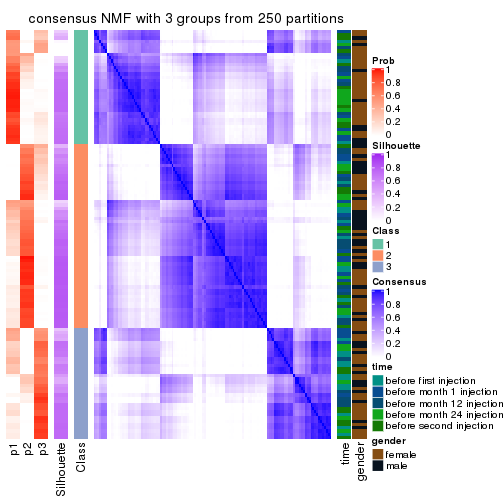 consensus NMF with 3 groups from 250 partitions
Prob
1
0.8
0.6
0.4
0.2
0
Silhouette
1
0.8
0.6
0.4
0.2
0
Class
1
2
3
Consensus
1
0.8
0.6
0.4
0.2
0
time
before first injection
before month 1 injection
before month 12 injection
before month 24 injection
before second injection
gender
female
male
p1
p2
p3
Silhouette
Class
time
gender